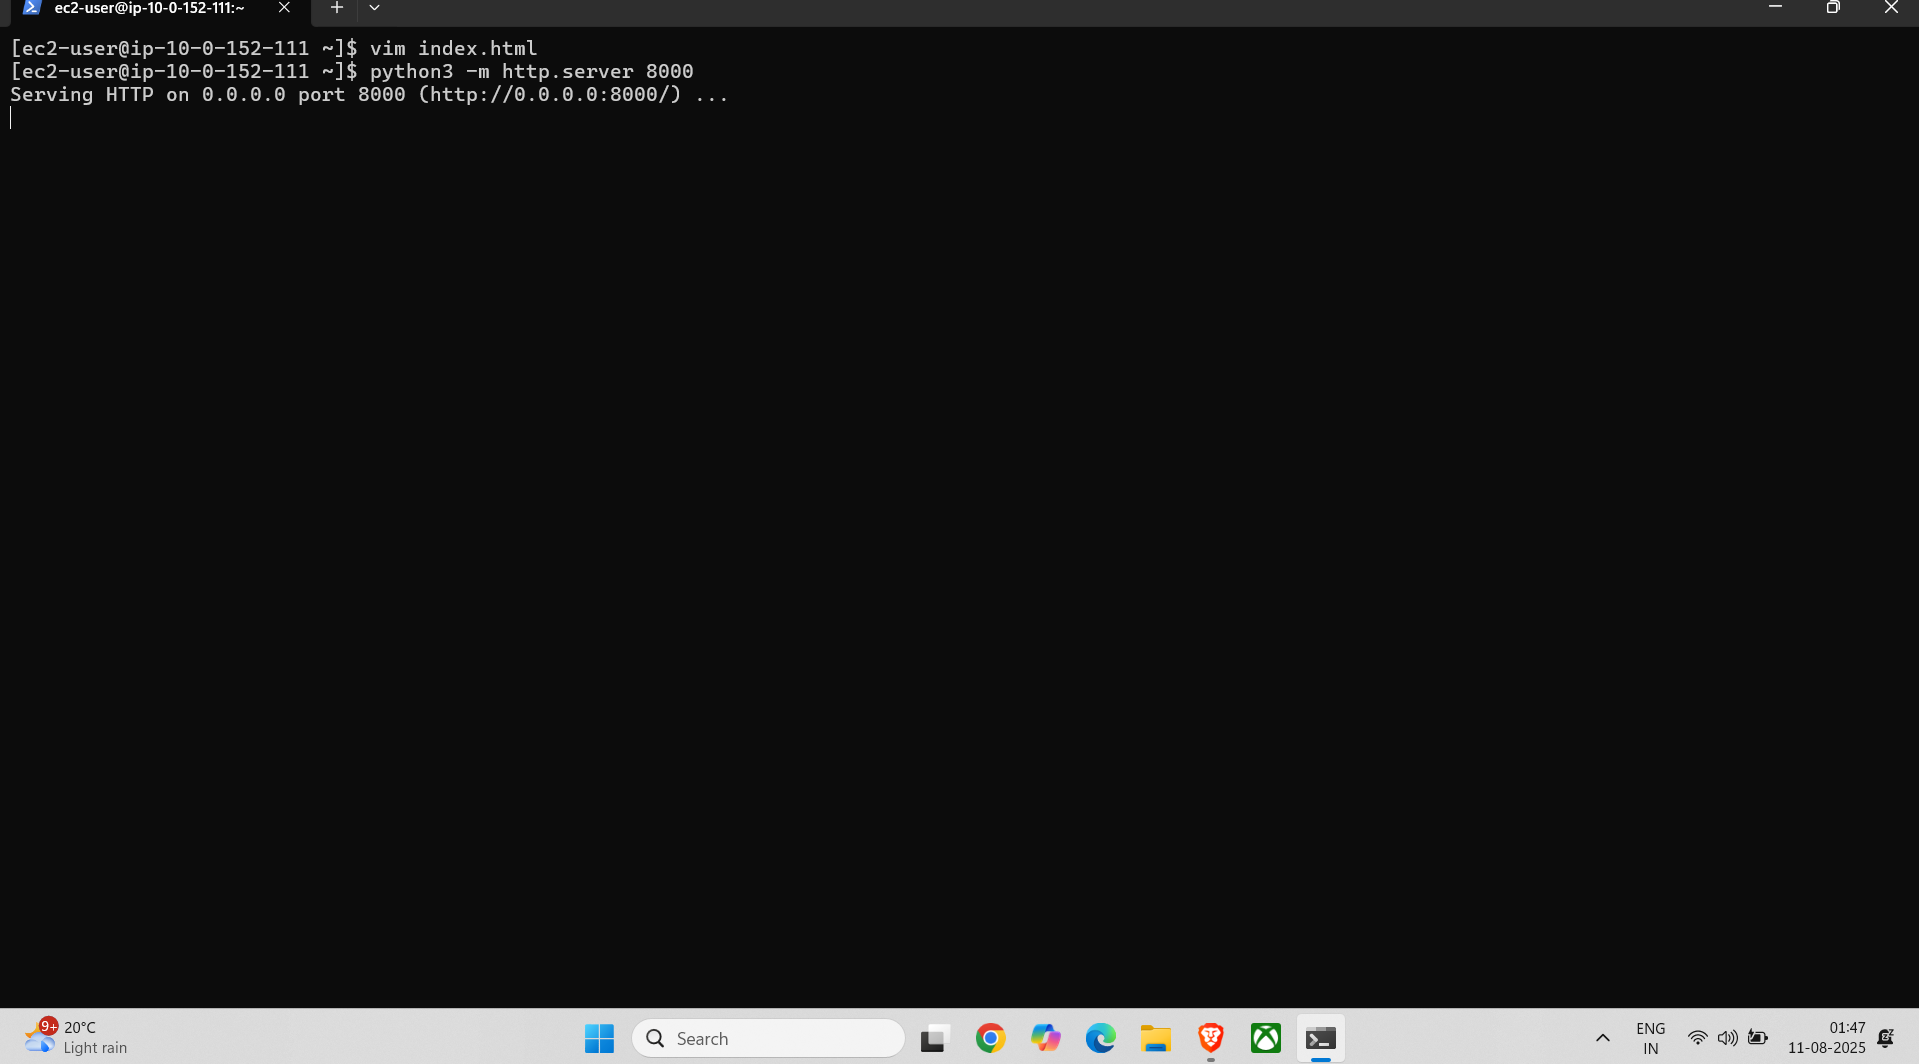 ec2-user@ip-10-0-152-111:~
[ec2-user@ip-10-0-152-111 ~]$ vim index.html
[ec2-user@ip-10-0-152-111 ~]$ python3 -m http.server 8000
Serving HTTP on 0.0.0.0 port 8000 (http://0.0.0.0:8000/) ...
9+
20°C
Light rain
Search
ENG
IN
01:47
11-08-2025